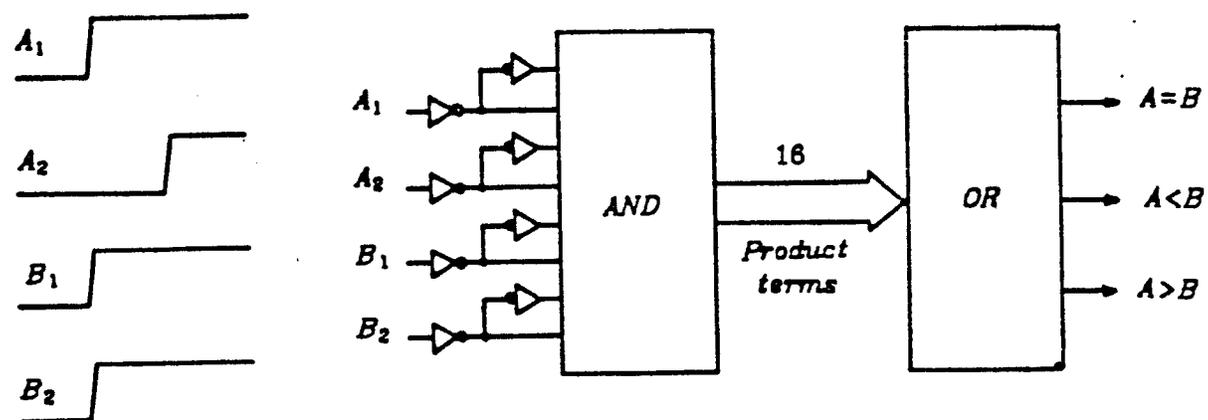 A₁
A₂
B₁
B₂
A₁
A₂
B₁
B₂
AND
16
Product
terms
OR
A=B
A<B
A>B